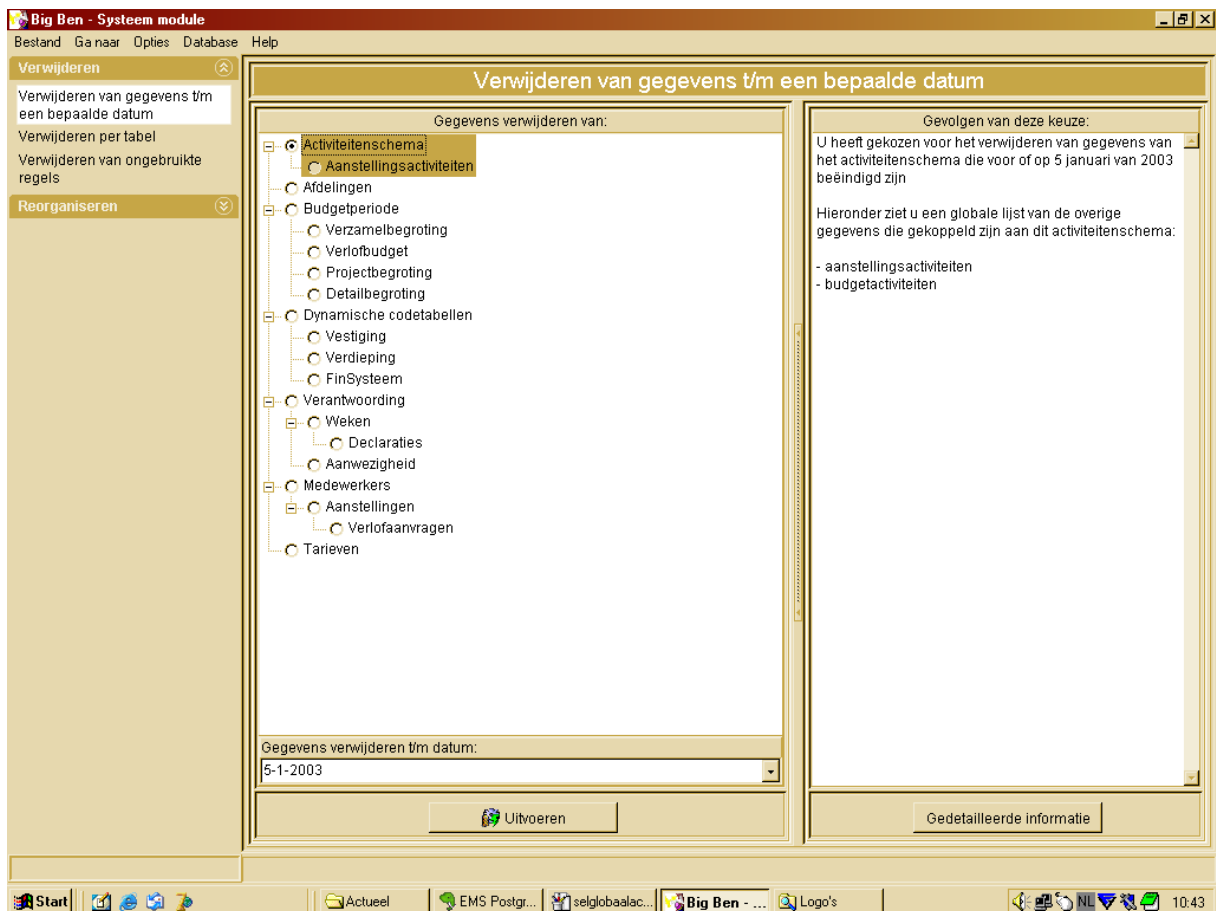 Big Ben - Systeem module
Bestand Ga naar Opties Database Help
Verwijderen
Verwijderen van gegevens t/m
een bepaalde datum
Verwijderen per tabel
Verwijderen van ongebruikte
regels
Reorganiseren
Verwijderen van gegevens t/m een bepaalde datum
Gegevens verwijderen van:
Activiteitenschema
Aanstellingsactiviteiten
Afdelingen
Budgetperiode
Verzamelbegroting
Verlofbudget
Projectbegroting
Detailbegroting
Dynamische codetabellen
Vestiging
Verdieping
FinSysteem
Verantwoording
Weken
Declaraties
Aanwezigheid
Medewerkers
Aanstellingen
Verlofaanvragen
Tarieven
Gegevens verwijderen t/m datum:
5-1-2003
Uitvoeren
Gevolgen van deze keuze:
U heeft gekozen voor het verwijderen van gegevens van
het activiteitenschema die voor of op 5 januari van 2003
beëindigd zijn
Hieronder ziet u een globale lijst van de overige
gegevens die gekoppeld zijn aan dit activiteitenschema:
- aanstellingsactiviteiten
- budgetactiviteiten
Gedetailleerde informatie
Start Actueel EMS Postgr... selglobaalac... Big Ben - ... Logo's NL 10:43